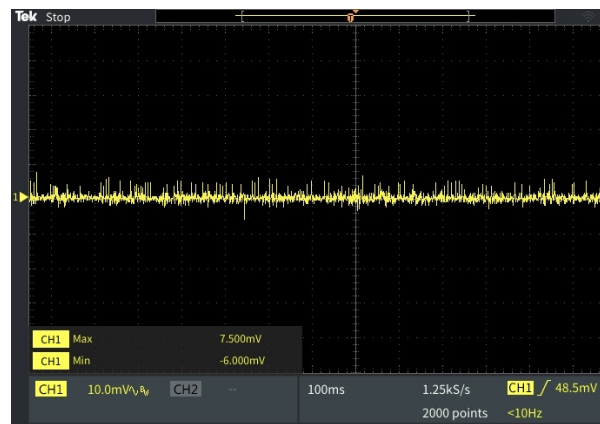 Tek Stop
T
1
CH1 Max 7.500mV
CH1 Min -6.000mV
CH1 10.0mV CH2 -- 100ms 1.25kS/s CH1 48.5mV
2000 points <10Hz